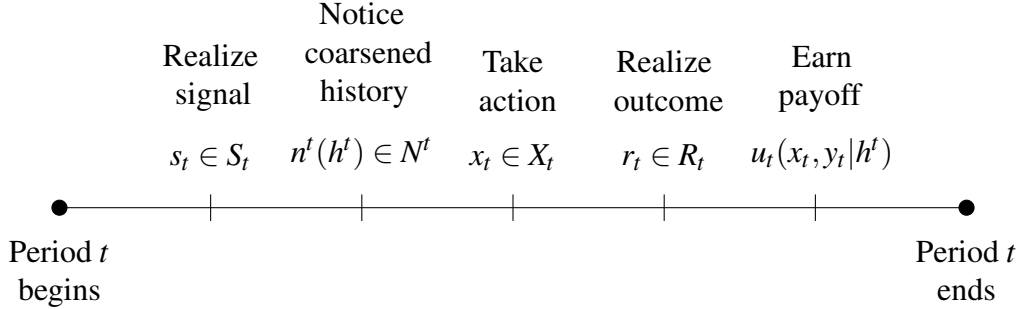 Realize
signal
s_t ∈ S_t
Notice
coarsened
history
n^t(h^t) ∈ N^t
Take
action
x_t ∈ X_t
Realize
outcome
r_t ∈ R_t
Earn
payoff
u_t(x_t, y_t|h^t)
Period t
begins
Period t
ends